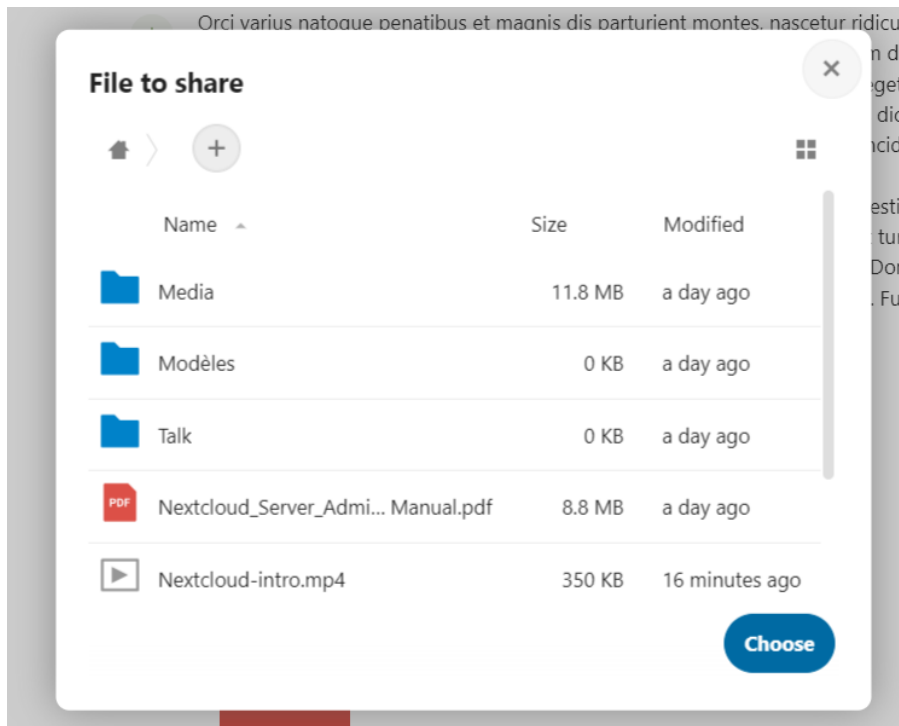 Orci varius natoque penatibus et magnis dis parturient montes, nascetur ridicu
File to share
Name Size Modified
Media 11.8 MB a day ago
Modèles 0 KB a day ago
Talk 0 KB a day ago
PDF Nextcloud_Server_Admi... Manual.pdf 8.8 MB a day ago
Nextcloud-intro.mp4 350 KB 16 minutes ago
Choose